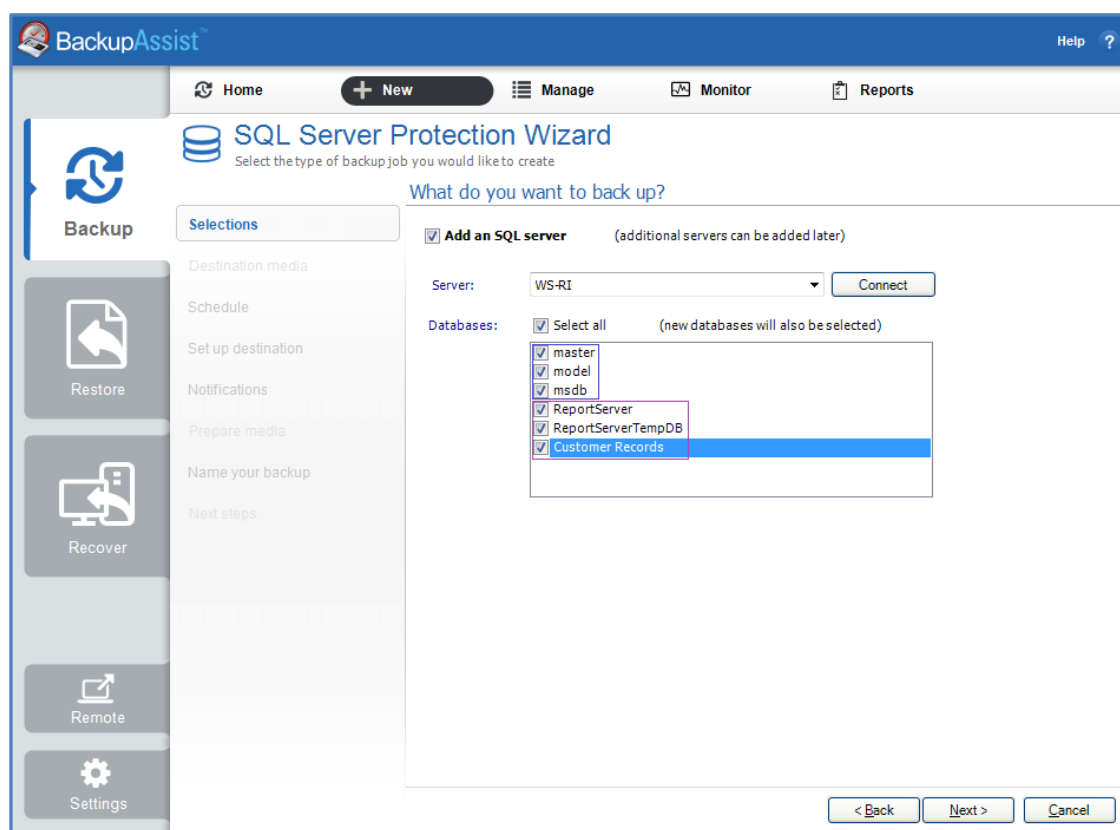 BackupAssist™
Help ?
Home
New
Manage
Monitor
Reports
SQL Server Protection Wizard
Select the type of backup job you would like to create
What do you want to back up?
Backup
Restore
Recover
Remote
Settings
Selections
Destination media
Schedule
Set up destination
Notifications
Prepare media
Name your backup
Next steps
Add an SQL server (additional servers can be added later)
Server: WS-RI Connect
Databases: Select all (new databases will also be selected)
master
model
msdb
ReportServer
ReportServerTempDB
Customer Records
< Back Next > Cancel